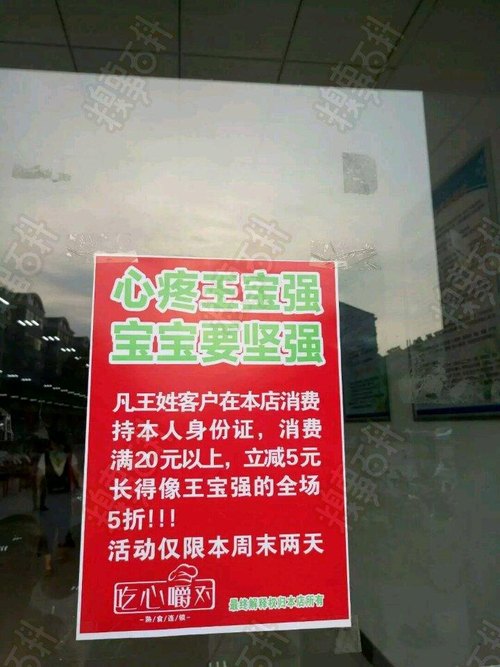 心疼王宝强
宝宝要坚强
凡王姓客户在本店消费
持本人身份证，消费
满20元以上，立减5元
长得像王宝强的全场
5折!!!
活动仅限本周末两天
吃心嚼对
-熟食连锁-
最终解释权归本店所有